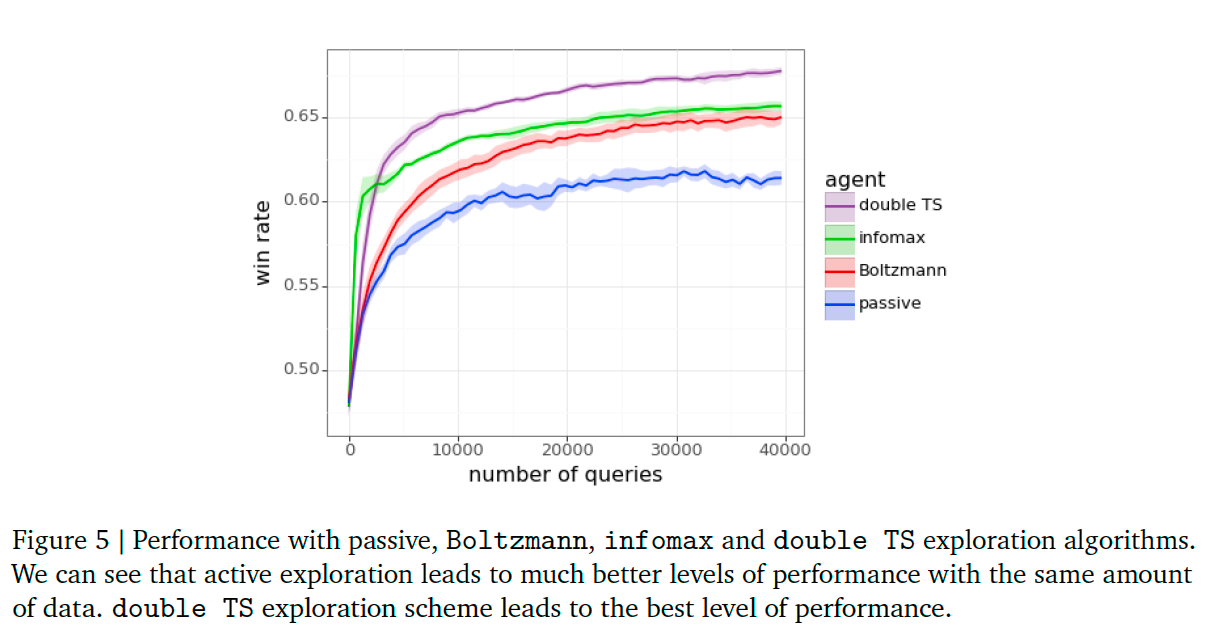 0.65
0.60
0.55
0.50
win rate
0 10000 20000 30000 40000
number of queries
agent
double TS
infomax
Boltzmann
passive
Figure 5 | Performance with passive, Boltzmann, infomax and double TS exploration algorithms.
We can see that active exploration leads to much better levels of performance with the same amount
of data. double TS exploration scheme leads to the best level of performance.